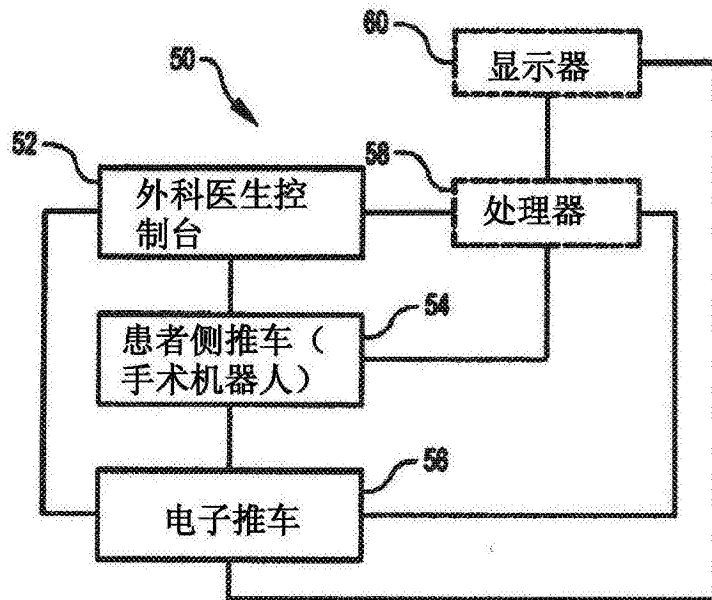 60
显示器
50
52
外科医生控
制台
58
处理器
54
患者侧推车（
手术机器人）
56
电子推车